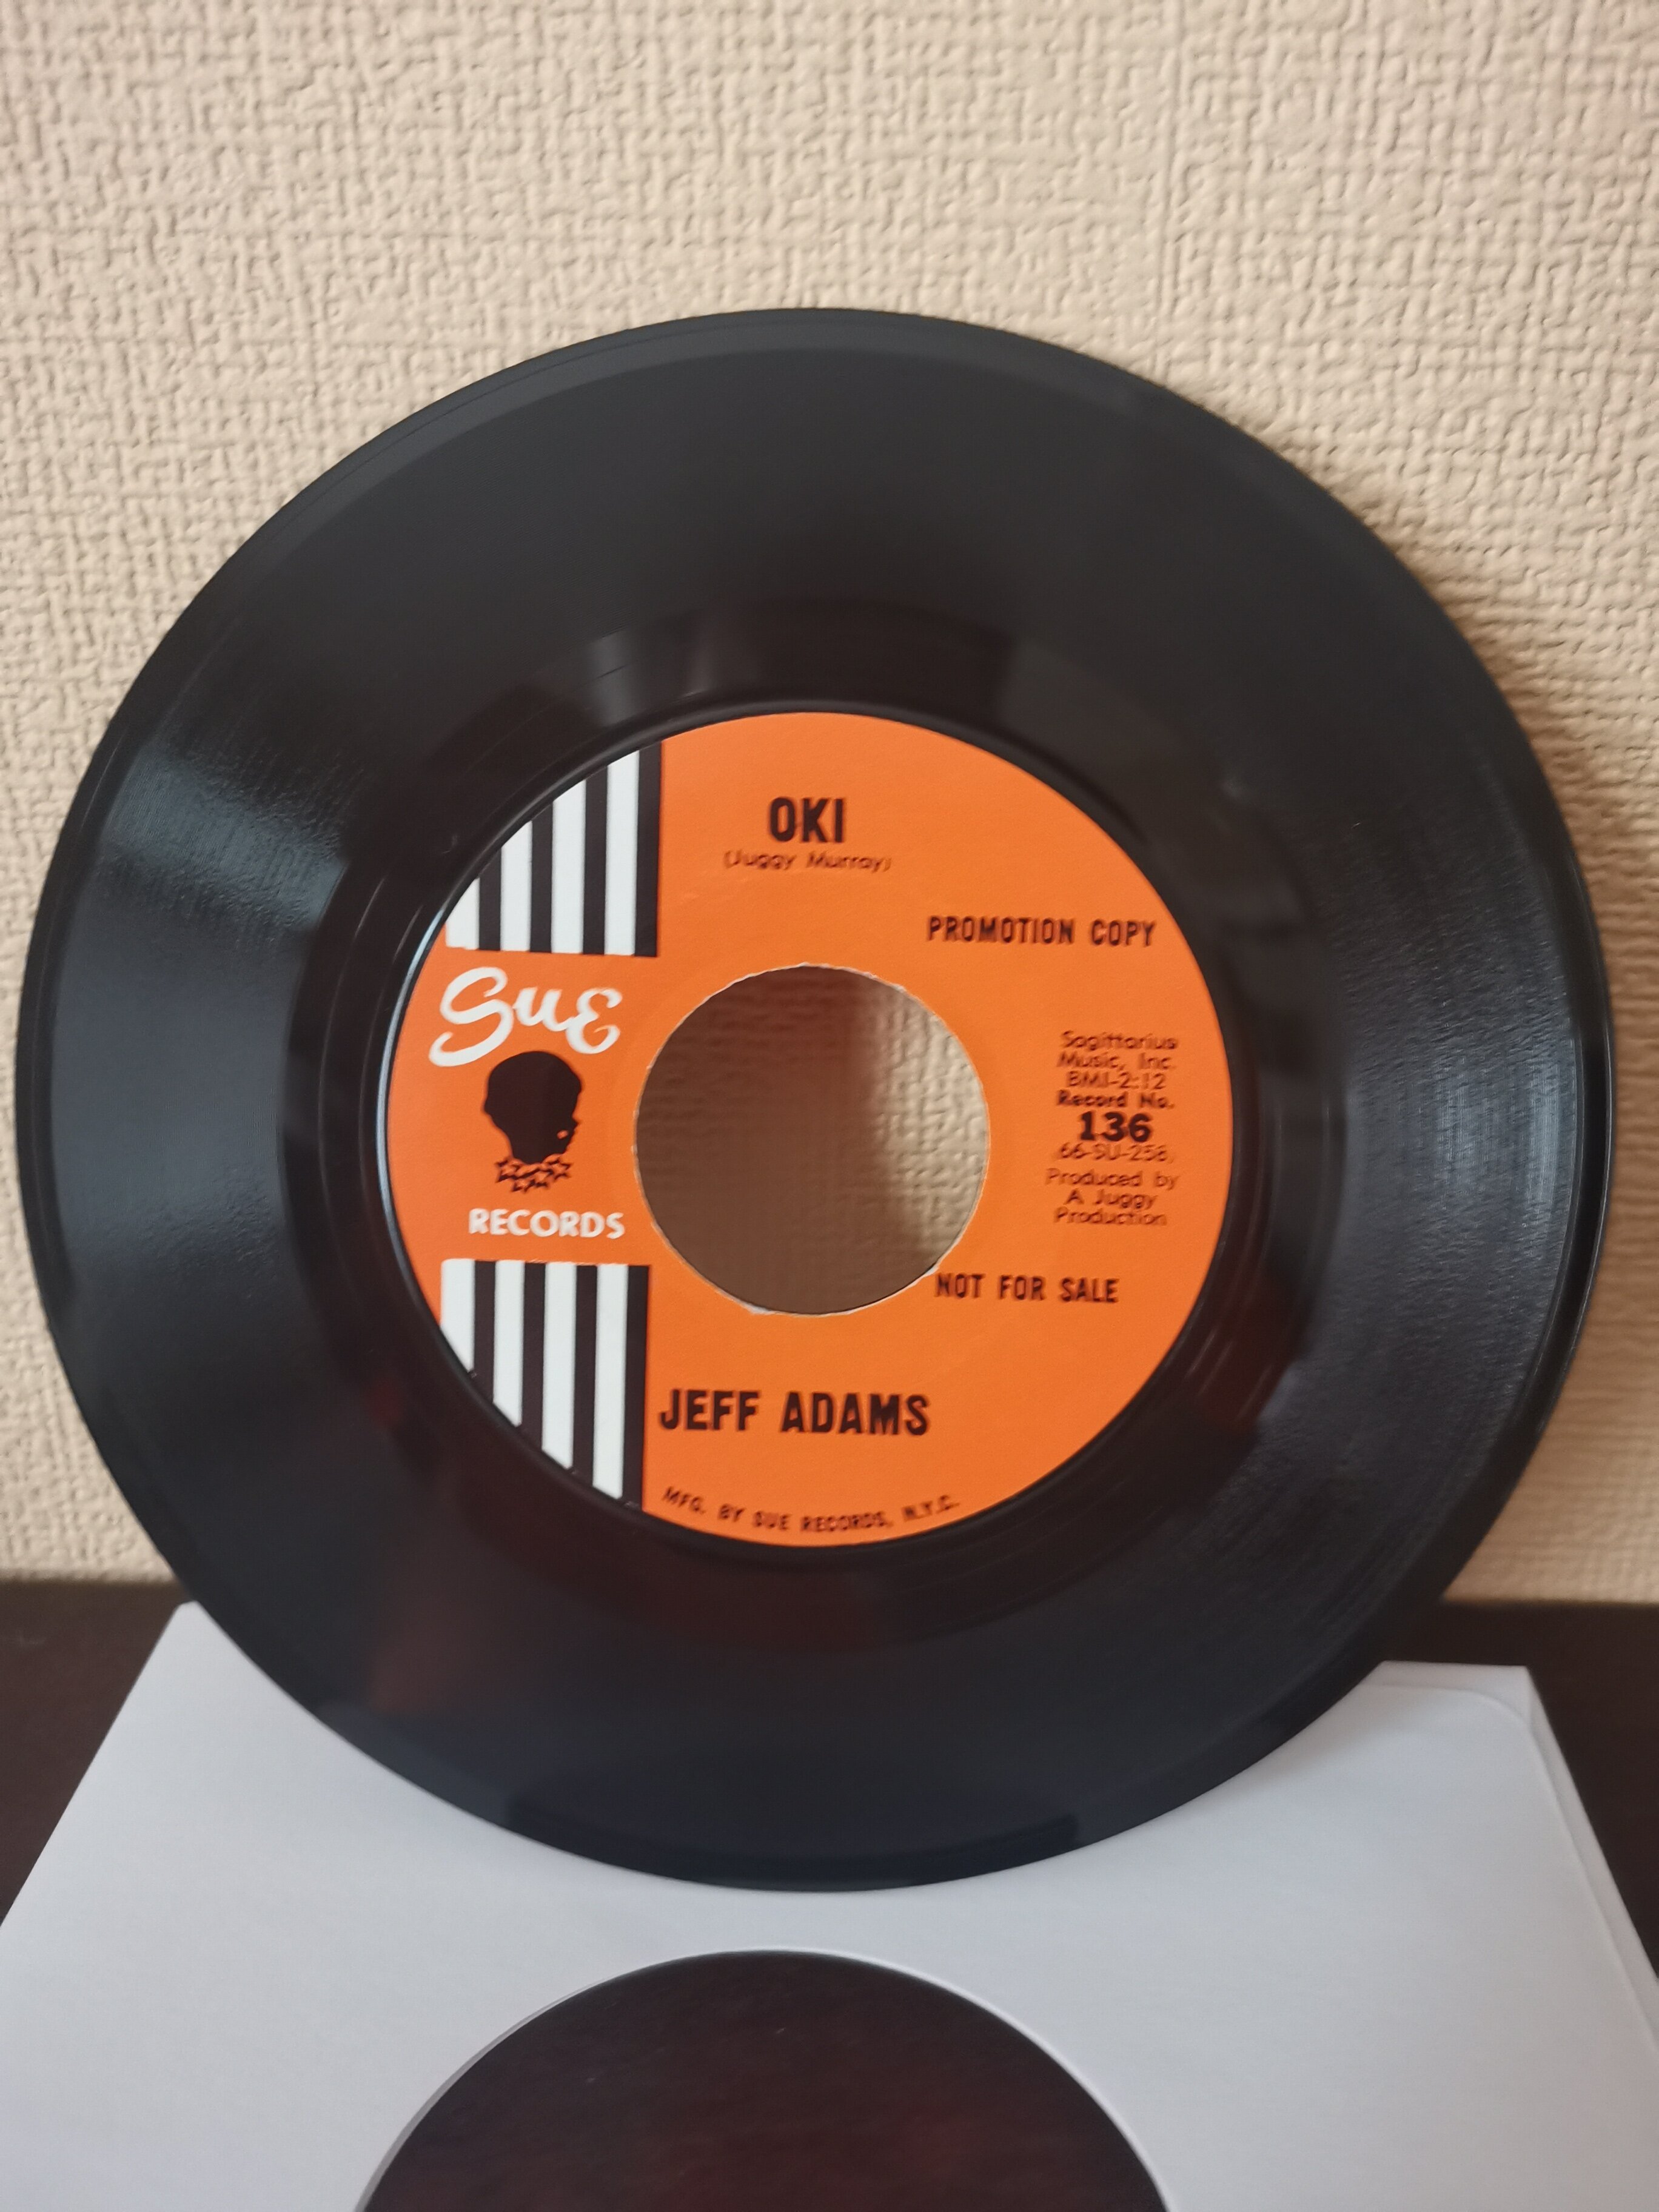 OKI
(Juggy Murray)
PROMOTION COPY
Sue
RECORDS
Sagittarius
Music, Inc.
BMI-2:12
Record No.
136
(66-SU-258)
Produced by
A Juggy
Production
NOT FOR SALE
JEFF ADAMS
MFG. BY SUE RECORDS, N.Y.C.